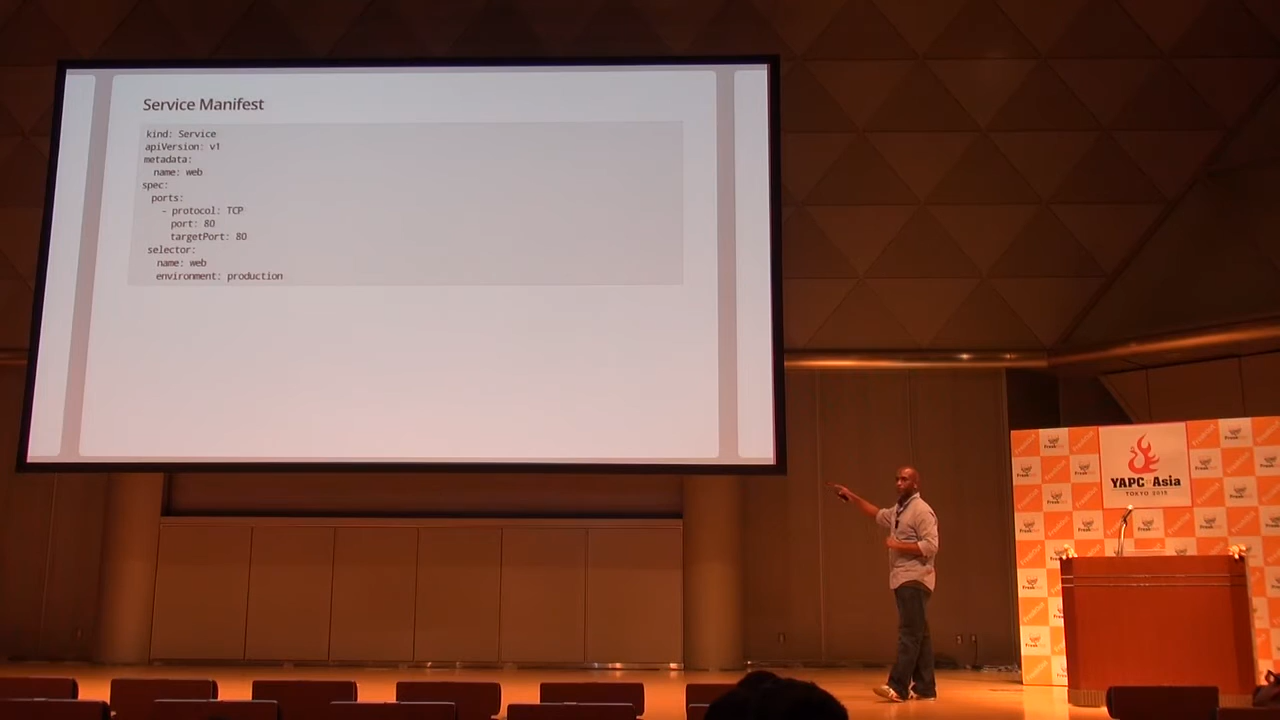 Service Manifest
kind: Service
apiVersion: v1
metadata:
name: web
spec:
ports:
- protocol: TCP
port: 80
targetPort: 80
selector:
name: web
environment: production
YAPC Asia
TOKYO 2015